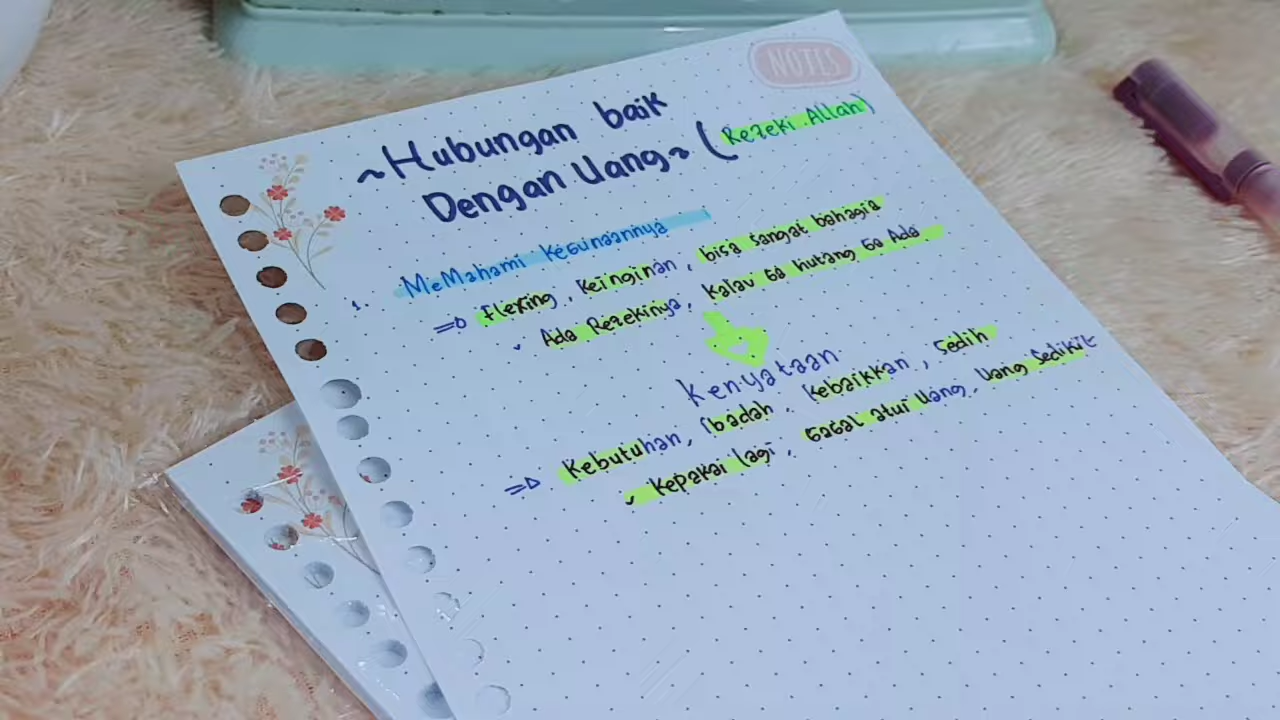 NOTES
~Hubungan baik
Dengan Uang~ (Rezeki Allah)
1. MeMahami Kegunaannya
=> flexing, Keinginan, bisa sangat bahagia
✓ Ada Rezekinya, Kalau Ga hutang Ga Ada
Kenyataan
=> Kebutuhan, Ibadah, Kebaikkan, Sedih
✓ Kepakai lagi, Gagal atur Uang, Uang Sedikit